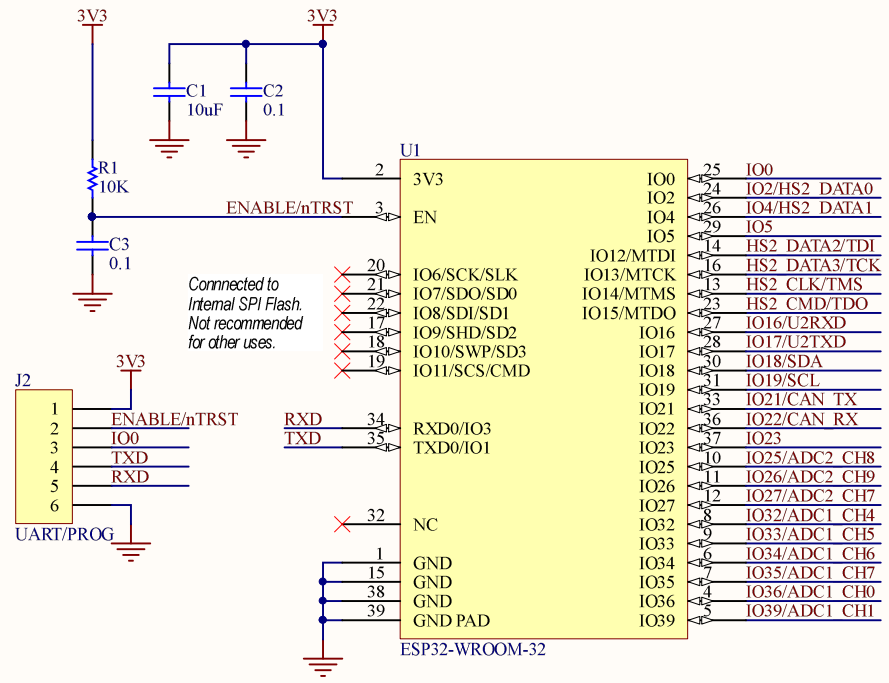 3V3
3V3
C1
10uF
C2
0.1
R1
10K
C3
0.1
ENABLE/nTRST
Connnected to
Internal SPI Flash.
Not recommended
for other uses.
3V3
J2
1
2 ENABLE/nTRST
3 IO0
4 TXD
5 RXD
6
UART/PROG
RXD
TXD
U1
2 3V3
3 EN
20 IO6/SCK/SLK
21 IO7/SDO/SD0
22 IO8/SDI/SD1
17 IO9/SHD/SD2
18 IO10/SWP/SD3
19 IO11/SCS/CMD
34 RXD0/IO3
35 TXD0/IO1
32 NC
1 GND
15 GND
38 GND
39 GND PAD
IO0 25 IO0
IO2 24 IO2/HS2_DATA0
IO4 26 IO4/HS2_DATA1
IO5 29 IO5
IO12/MTDI 14 HS2_DATA2/TDI
IO13/MTCK 16 HS2_DATA3/TCK
IO14/MTMS 13 HS2_CLK/TMS
IO15/MTDO 23 HS2_CMD/TDO
IO16 27 IO16/U2RXD
IO17 28 IO17/U2TXD
IO18 30 IO18/SDA
IO19 31 IO19/SCL
IO21 33 IO21/CAN_TX
IO22 36 IO22/CAN_RX
IO23 37 IO23
IO25 10 IO25/ADC2_CH8
IO26 11 IO26/ADC2_CH9
IO27 12 IO27/ADC2_CH7
IO32 8 IO32/ADC1_CH4
IO33 9 IO33/ADC1_CH5
IO34 6 IO34/ADC1_CH6
IO35 7 IO35/ADC1_CH7
IO36 4 IO36/ADC1_CH0
IO39 5 IO39/ADC1_CH1
ESP32-WROOM-32